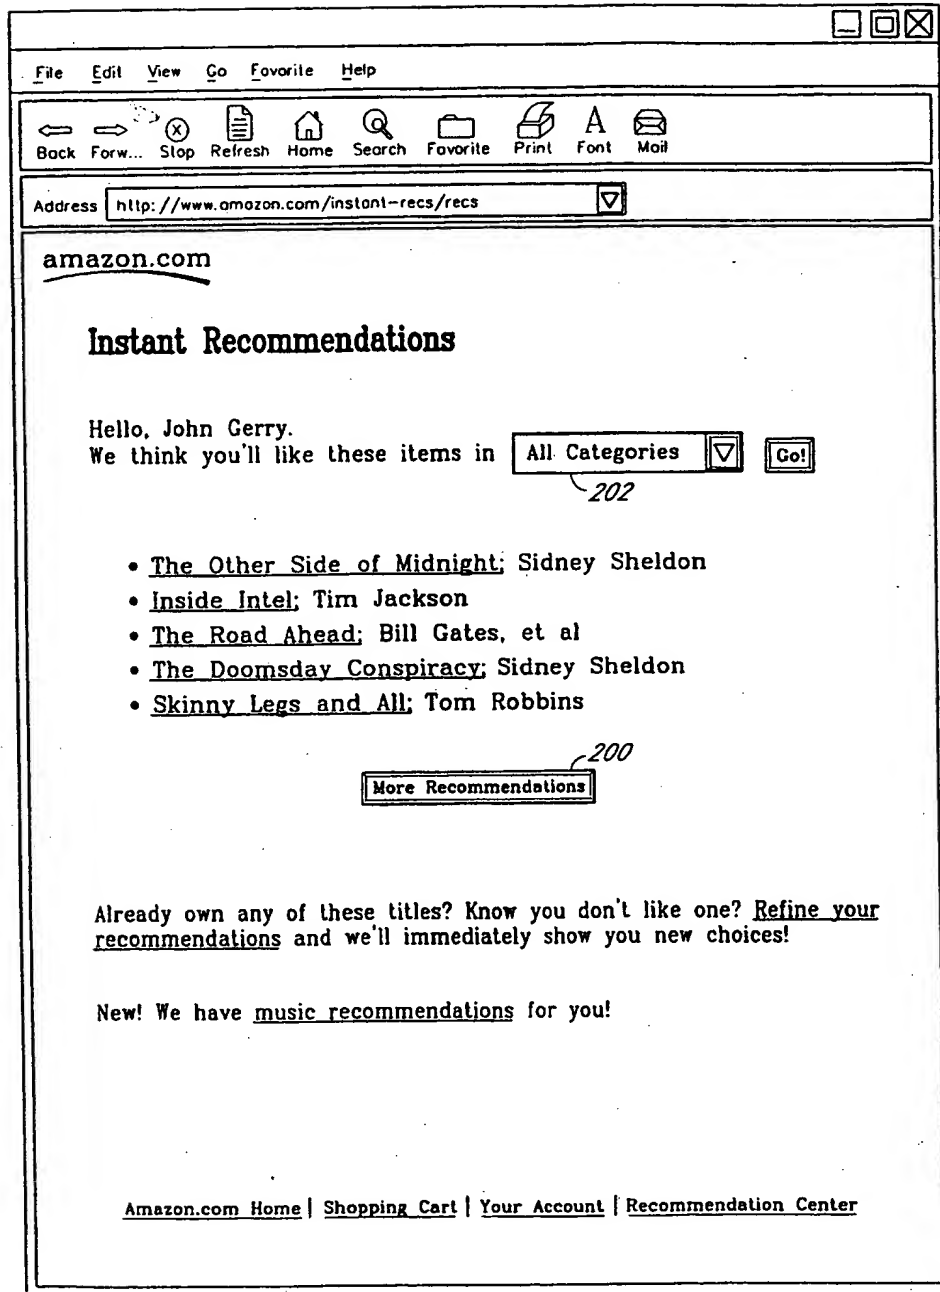 File Edit View Go Favorite Help
Back Forw... Stop Refresh Home Search Favorite Print Font Mail
Address http://www.amazon.com/instant-recs/recs
amazon.com
Instant Recommendations
Hello, John Gerry.
We think you'll like these items in All Categories Go!
202
• The Other Side of Midnight; Sidney Sheldon
• Inside Intel; Tim Jackson
• The Road Ahead; Bill Gates, et al
• The Doomsday Conspiracy; Sidney Sheldon
• Skinny Legs and All; Tom Robbins
200
More Recommendations
Already own any of these titles? Know you don't like one? Refine your
recommendations and we'll immediately show you new choices!
New! We have music recommendations for you!
Amazon.com Home | Shopping Cart | Your Account | Recommendation Center